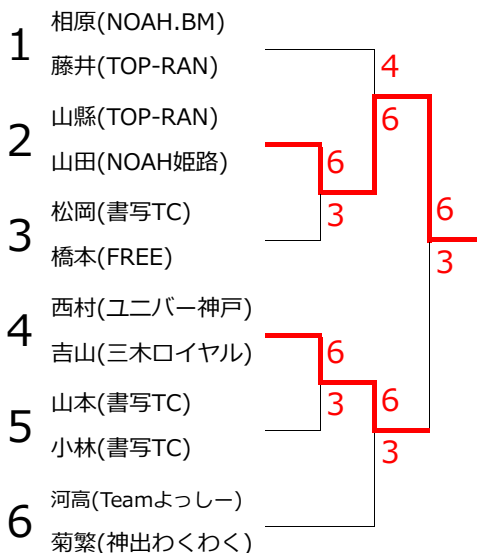 1
相原(NOAH.BM)
藤井(TOP-RAN)
4
2
山縣(TOP-RAN)
山田(NOAH姫路)
6
6
3
松岡(書写TC)
橋本(FREE)
3
6
3
4
西村(ユニバー神戸)
吉山(三木ロイヤル)
6
5
山本(書写TC)
小林(書写TC)
3
6
3
6
河高(Teamよっしー)
菊繁(神出わくわく)